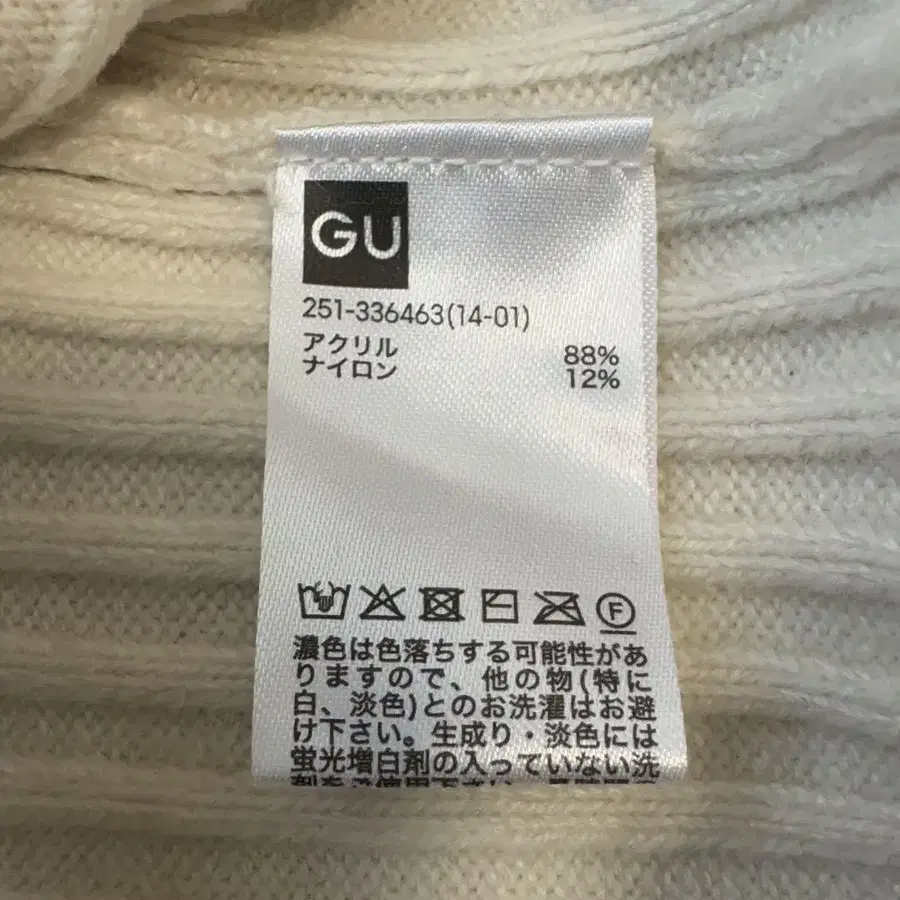 GU
251-336463(14-01)
アクリル 88%
ナイロン 12%
F
濃色は色落ちする可能性があ
りますので、他の物(特に
白、淡色)とのお洗濯はお避
け下さい。生成り・淡色には
蛍光増白剤の入っていない洗